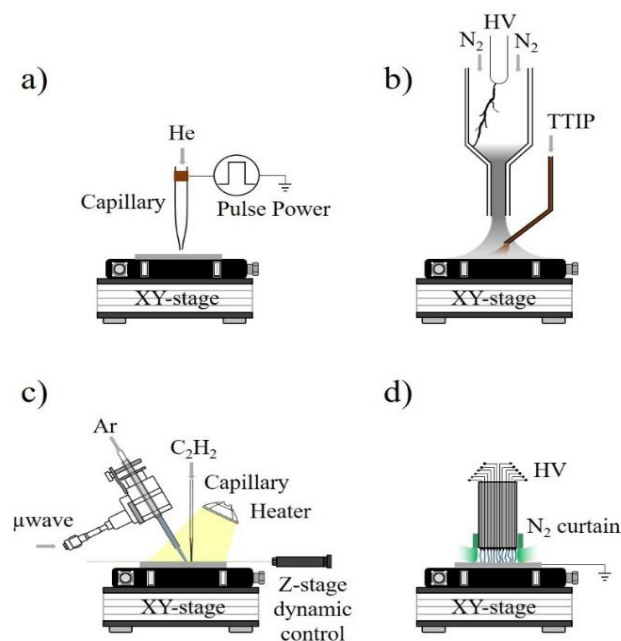 a)
He
Capillary
Pulse Power
XY-stage
b)
HV
N₂ N₂
TTIP
XY-stage
c)
Ar
C₂H₂
Capillary
Heater
μwave
Z-stage
dynamic
control
XY-stage
d)
HV
N₂ curtain
XY-stage